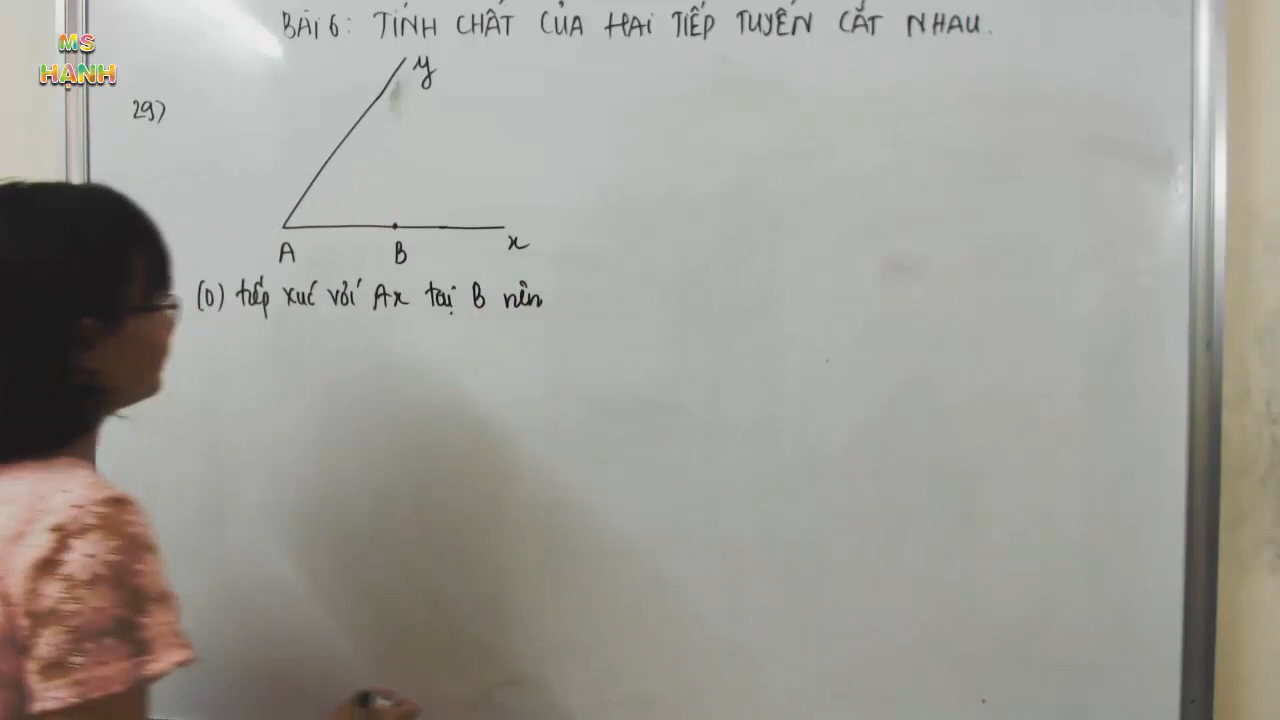 BÀI 6: TÍNH CHẤT CỦA HAI TIẾP TUYẾN CẮT NHAU.
MS
HẠNH
y
29)
A
B
x
(O) tiếp xúc với Ax tại B nên